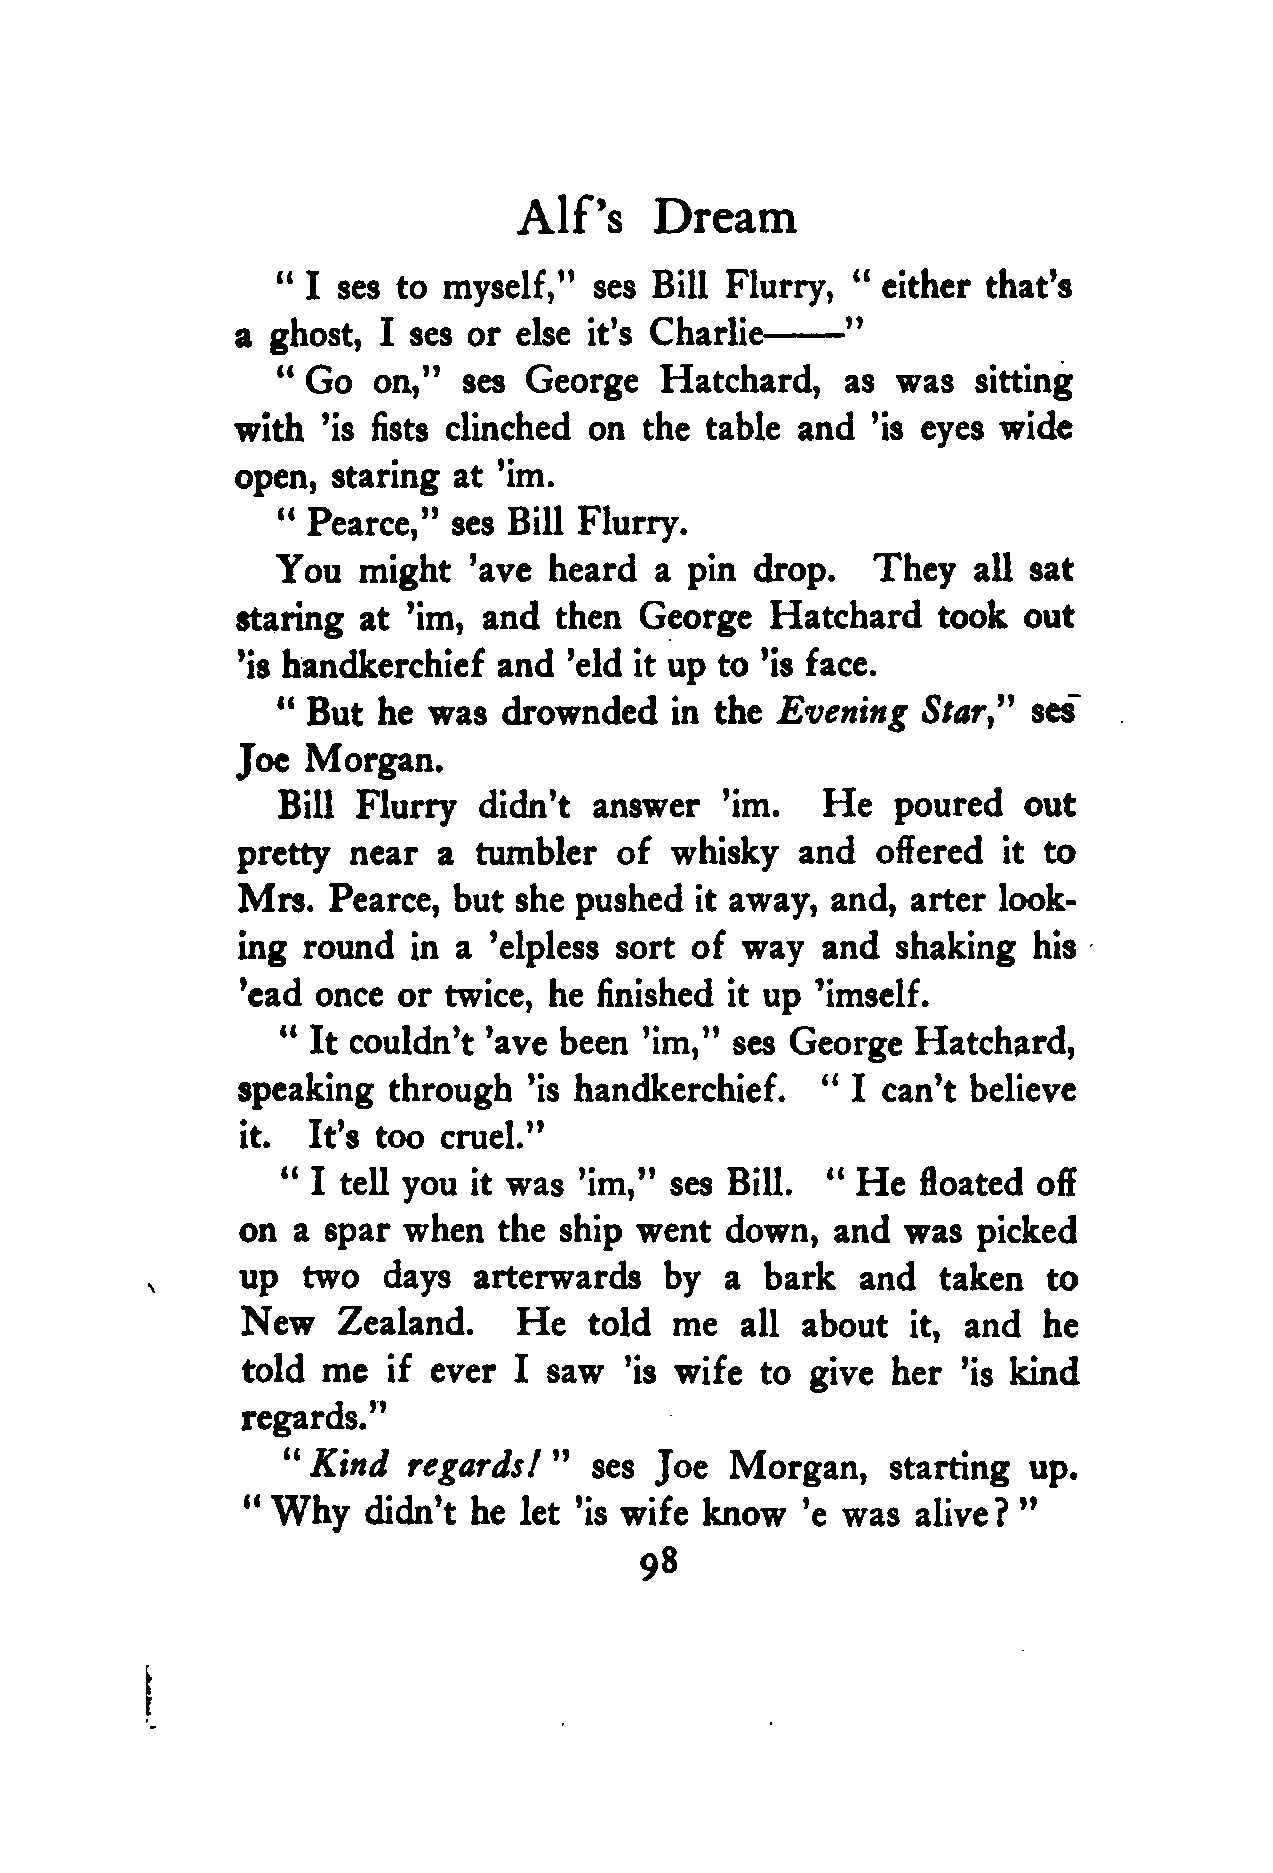 Alf's Dream
" I ses to myself," ses Bill Flurry, " either that's
a ghost, I ses or else it's Charlie——"
" Go on," ses George Hatchard, as was sitting
with 'is fists clinched on the table and 'is eyes wide
open, staring at 'im.
" Pearce," ses Bill Flurry.
You might 'ave heard a pin drop. They all sat
staring at 'im, and then George Hatchard took out
'is handkerchief and 'eld it up to 'is face.
" But he was drownded in the Evening Star," ses
Joe Morgan.
Bill Flurry didn't answer 'im. He poured out
pretty near a tumbler of whisky and offered it to
Mrs. Pearce, but she pushed it away, and, arter look-
ing round in a 'elpless sort of way and shaking his
'ead once or twice, he finished it up 'imself.
" It couldn't 'ave been 'im," ses George Hatchard,
speaking through 'is handkerchief. " I can't believe
it. It's too cruel."
" I tell you it was 'im," ses Bill. " He floated off
on a spar when the ship went down, and was picked
up two days arterwards by a bark and taken to
New Zealand. He told me all about it, and he
told me if ever I saw 'is wife to give her 'is kind
regards."
" Kind regards! " ses Joe Morgan, starting up.
" Why didn't he let 'is wife know 'e was alive? "
98